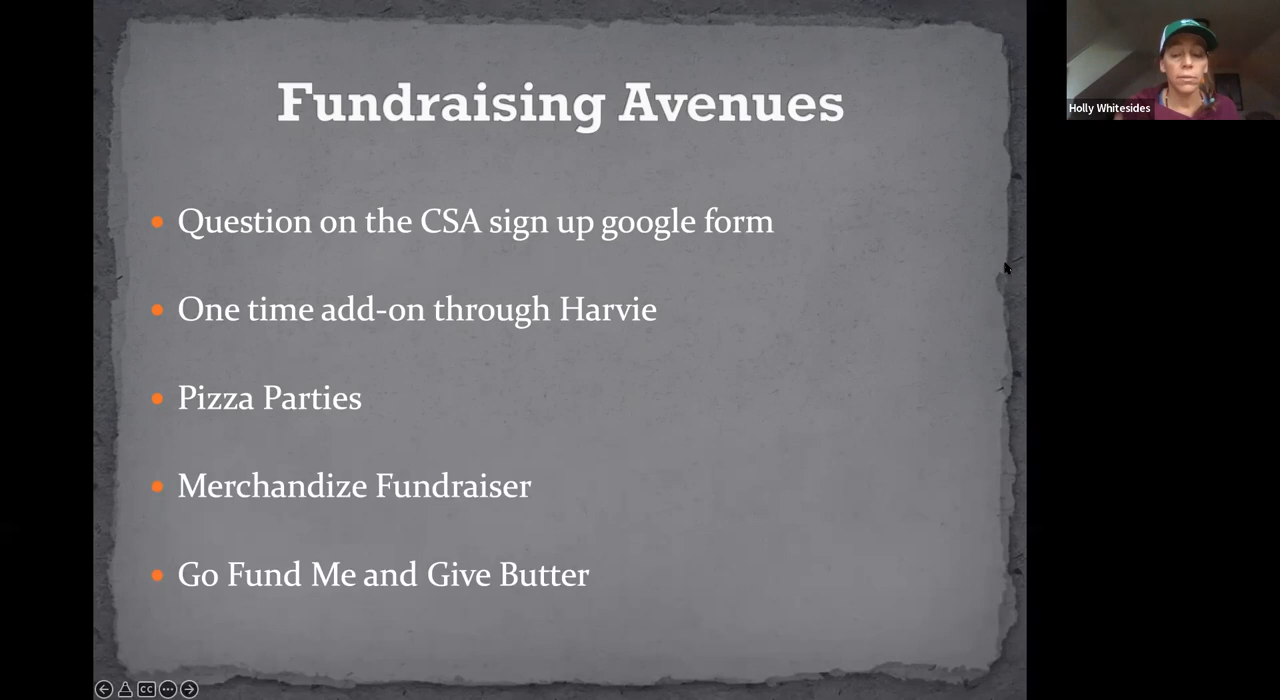 Fundraising Avenues
Question on the CSA sign up google form
One time add-on through Harvie
Pizza Parties
Merchandize Fundraiser
Go Fund Me and Give Butter
Holly Whitesides
CC